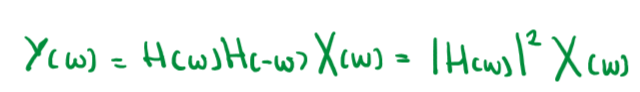 Y(ω) = H(ω)H(-ω)X(ω) = |H(ω)|² X(ω)